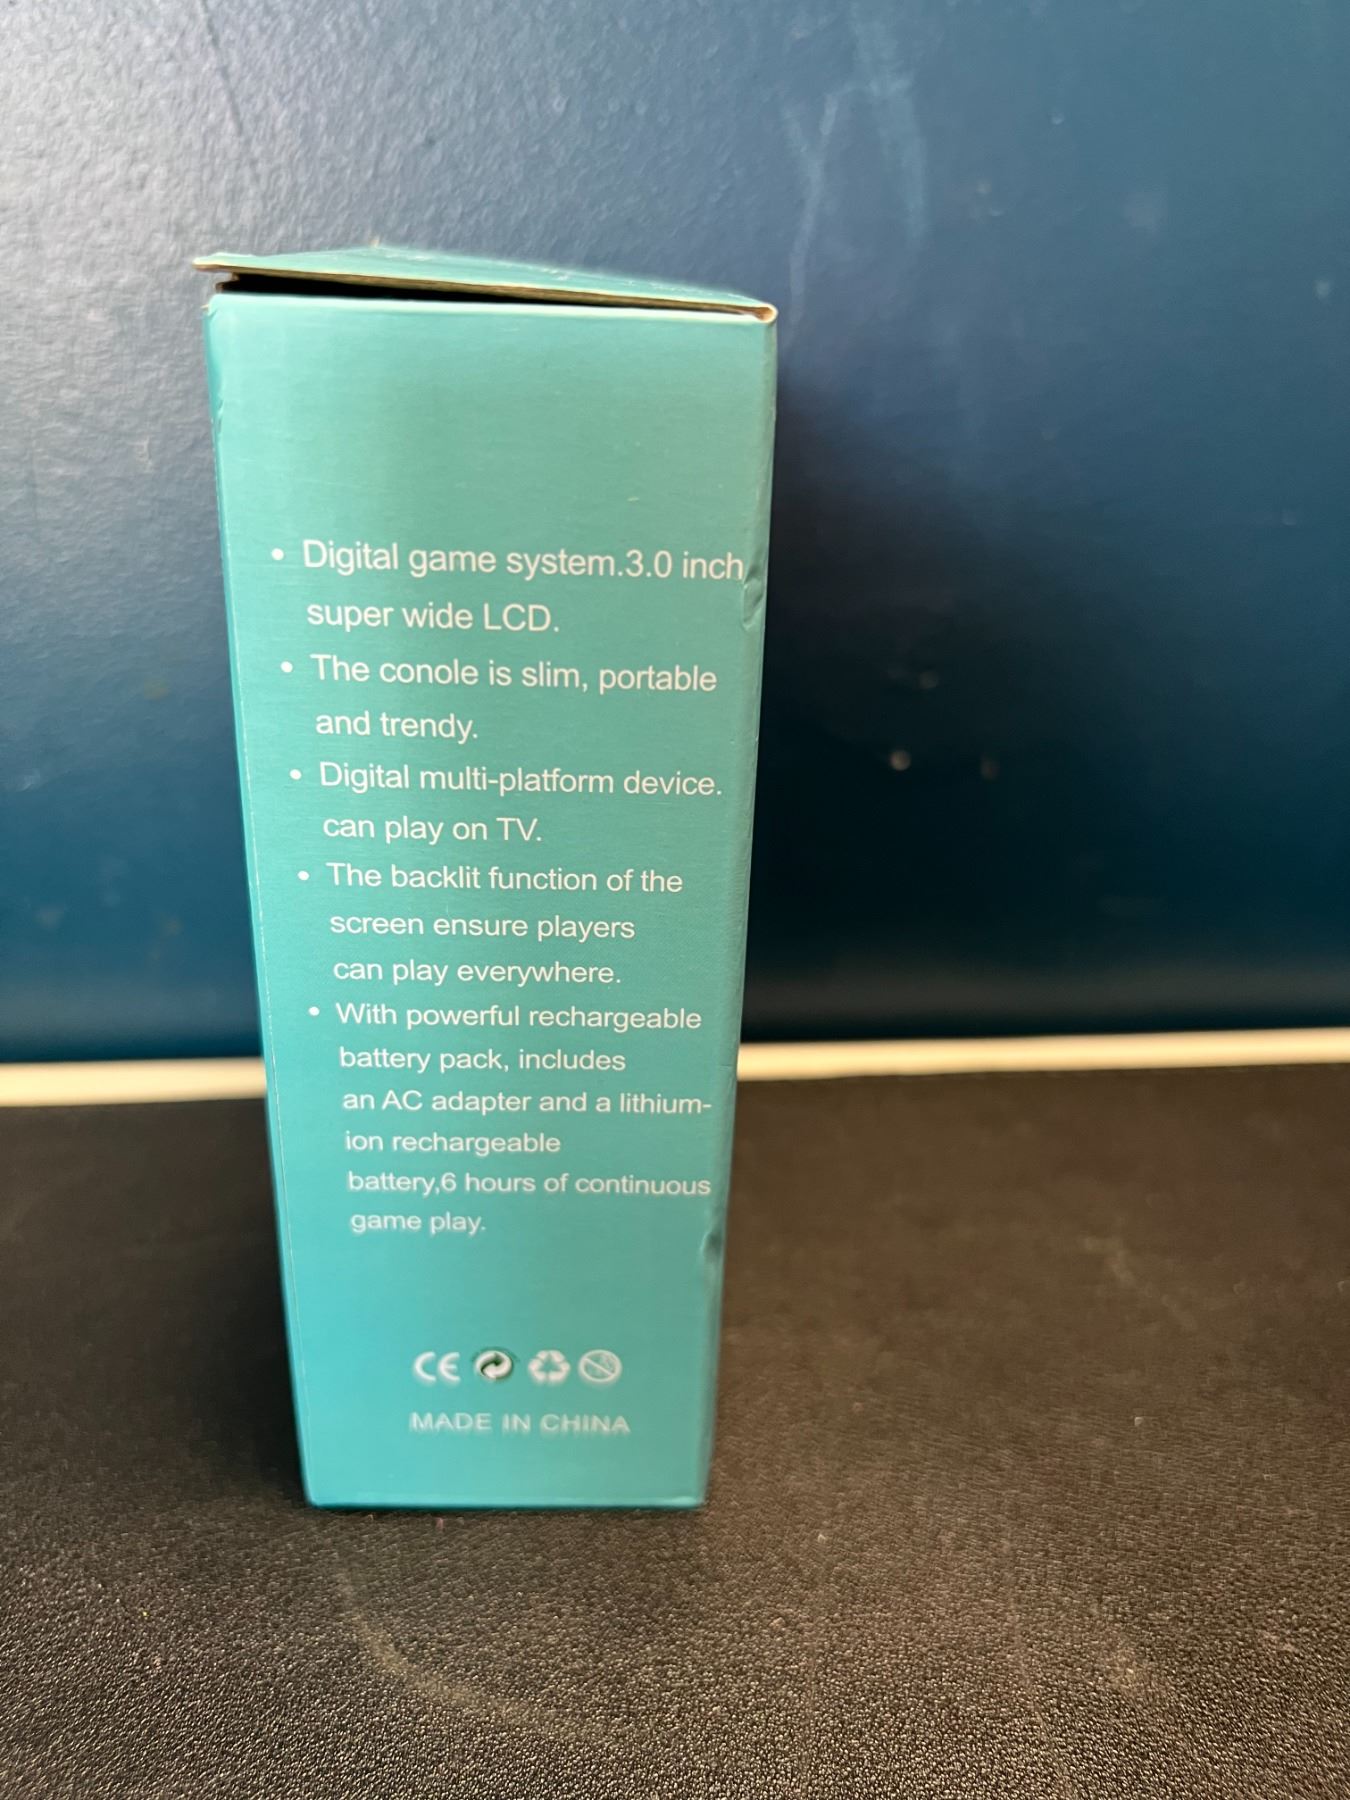 • Digital game system.3.0 inch
super wide LCD.
• The conole is slim, portable
and trendy.
• Digital multi-platform device.
can play on TV.
• The backlit function of the
screen ensure players
can play everywhere.
• With powerful rechargeable
battery pack, includes
an AC adapter and a lithium-
ion rechargeable
battery,6 hours of continuous
game play.
CE
MADE IN CHINA